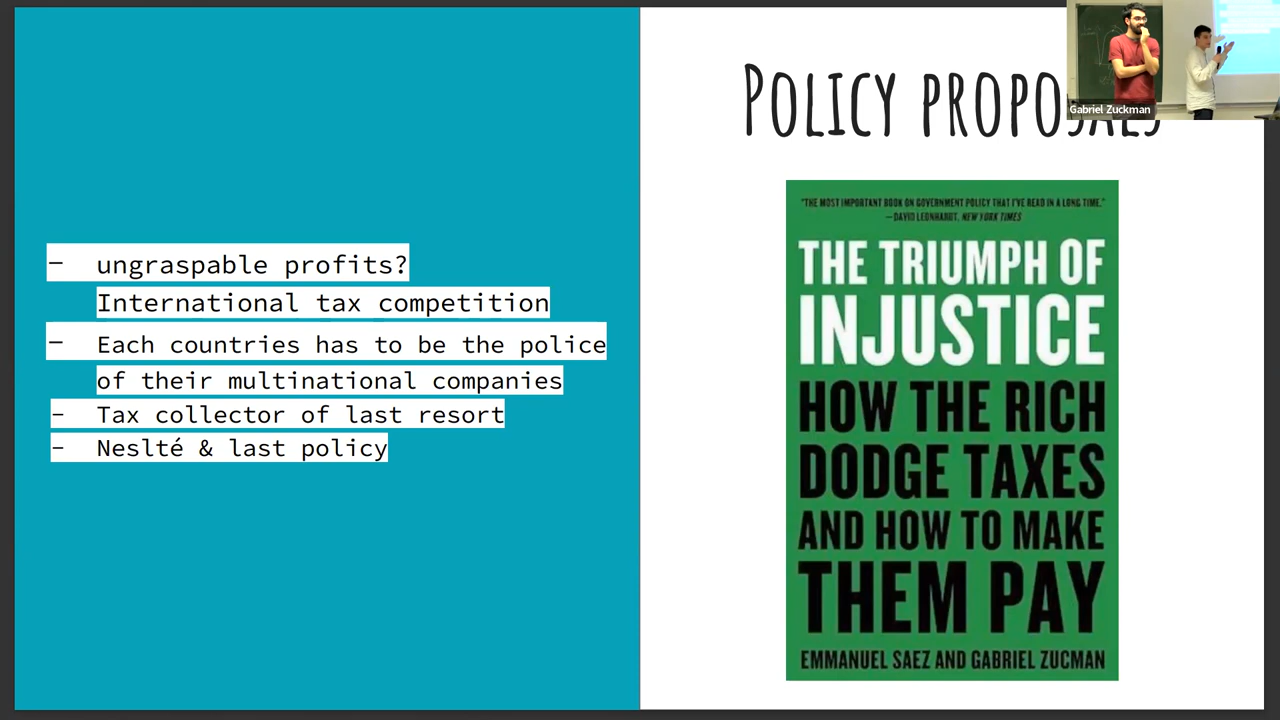 POLICY PROPOSALS
Gabriel Zuckman
- ungraspable profits?
International tax competition
- Each countries has to be the police
of their multinational companies
- Tax collector of last resort
- Neslté & last policy
"THE MOST IMPORTANT BOOK ON GOVERNMENT POLICY THAT I'VE READ IN A LONG TIME."
—DAVID LEONHARDT, NEW YORK TIMES
THE TRIUMPH OF
INJUSTICE
HOW THE RICH
DODGE TAXES
AND HOW TO MAKE
THEM PAY
EMMANUEL SAEZ AND GABRIEL ZUCMAN